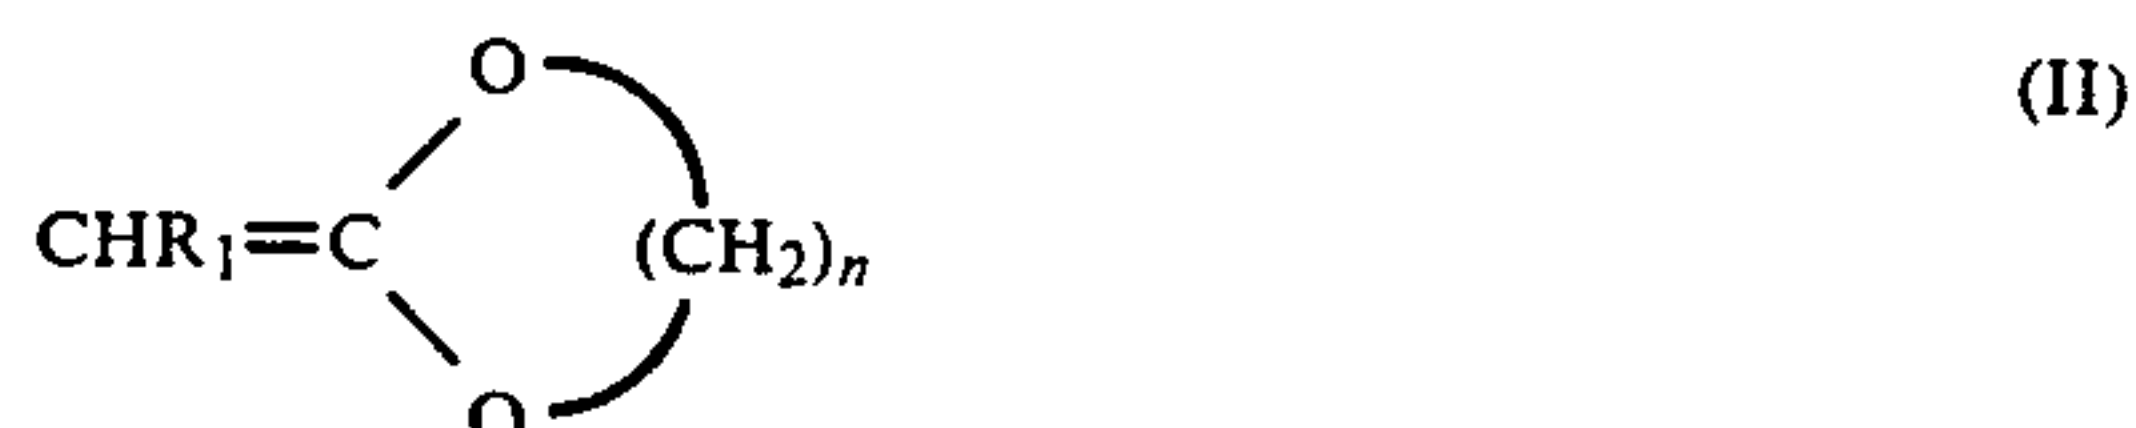 O (II)
CHR₁=C (CH₂)ₙ
O